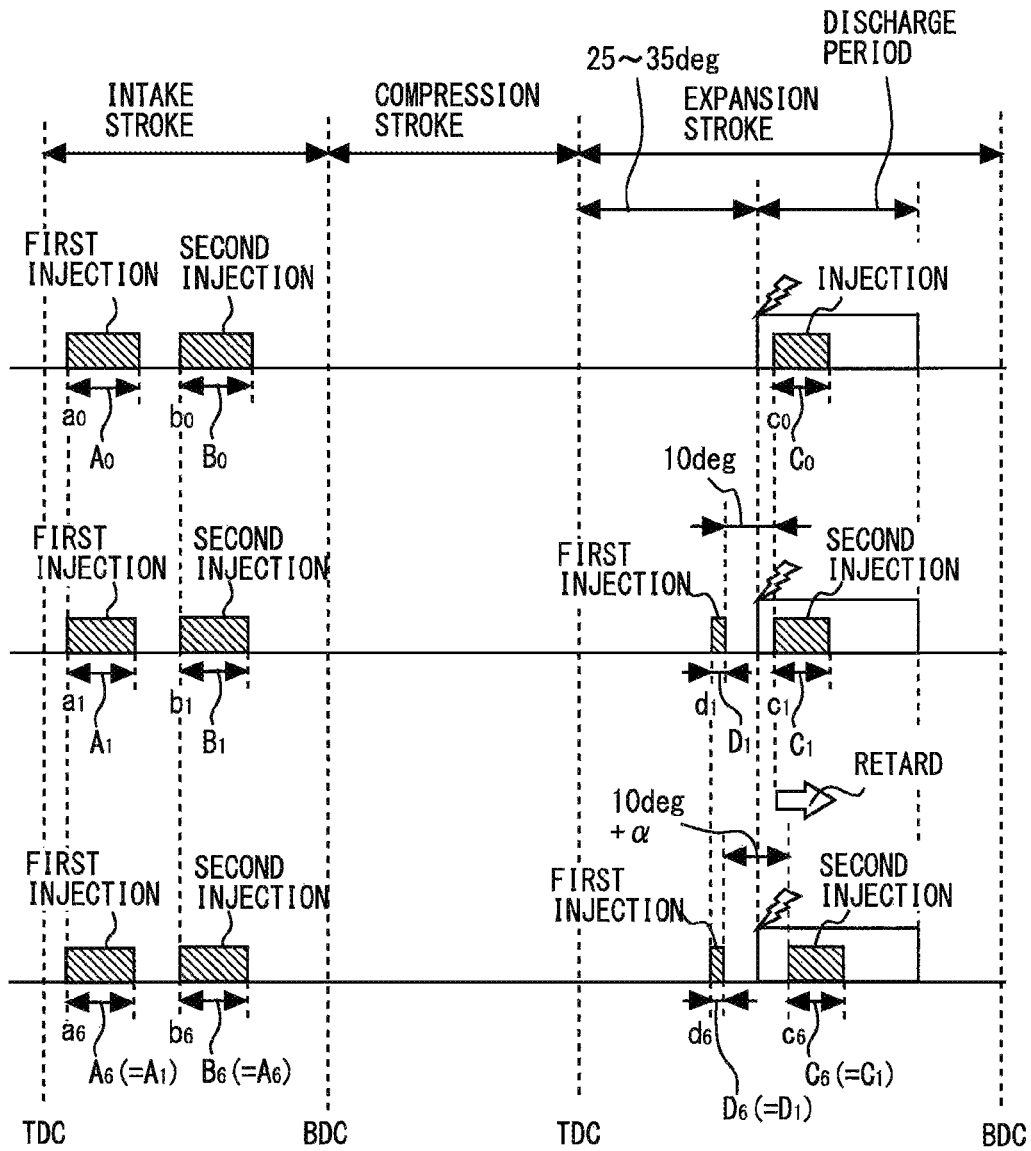 DISCHARGE
PERIOD
25～35deg
INTAKE
STROKE
COMPRESSION
STROKE
EXPANSION
STROKE
FIRST
INJECTION
SECOND
INJECTION
INJECTION
a0
A0
b0
B0
c0
C0
10deg
FIRST
INJECTION
SECOND
INJECTION
FIRST
INJECTION
SECOND
INJECTION
a1
A1
b1
B1
d1
D1
c1
C1
RETARD
10deg
+α
FIRST
INJECTION
SECOND
INJECTION
FIRST
INJECTION
SECOND
INJECTION
a6
A6(=A1)
b6
B6(=A6)
d6
D6(=D1)
c6
C6(=C1)
TDC
BDC
TDC
BDC